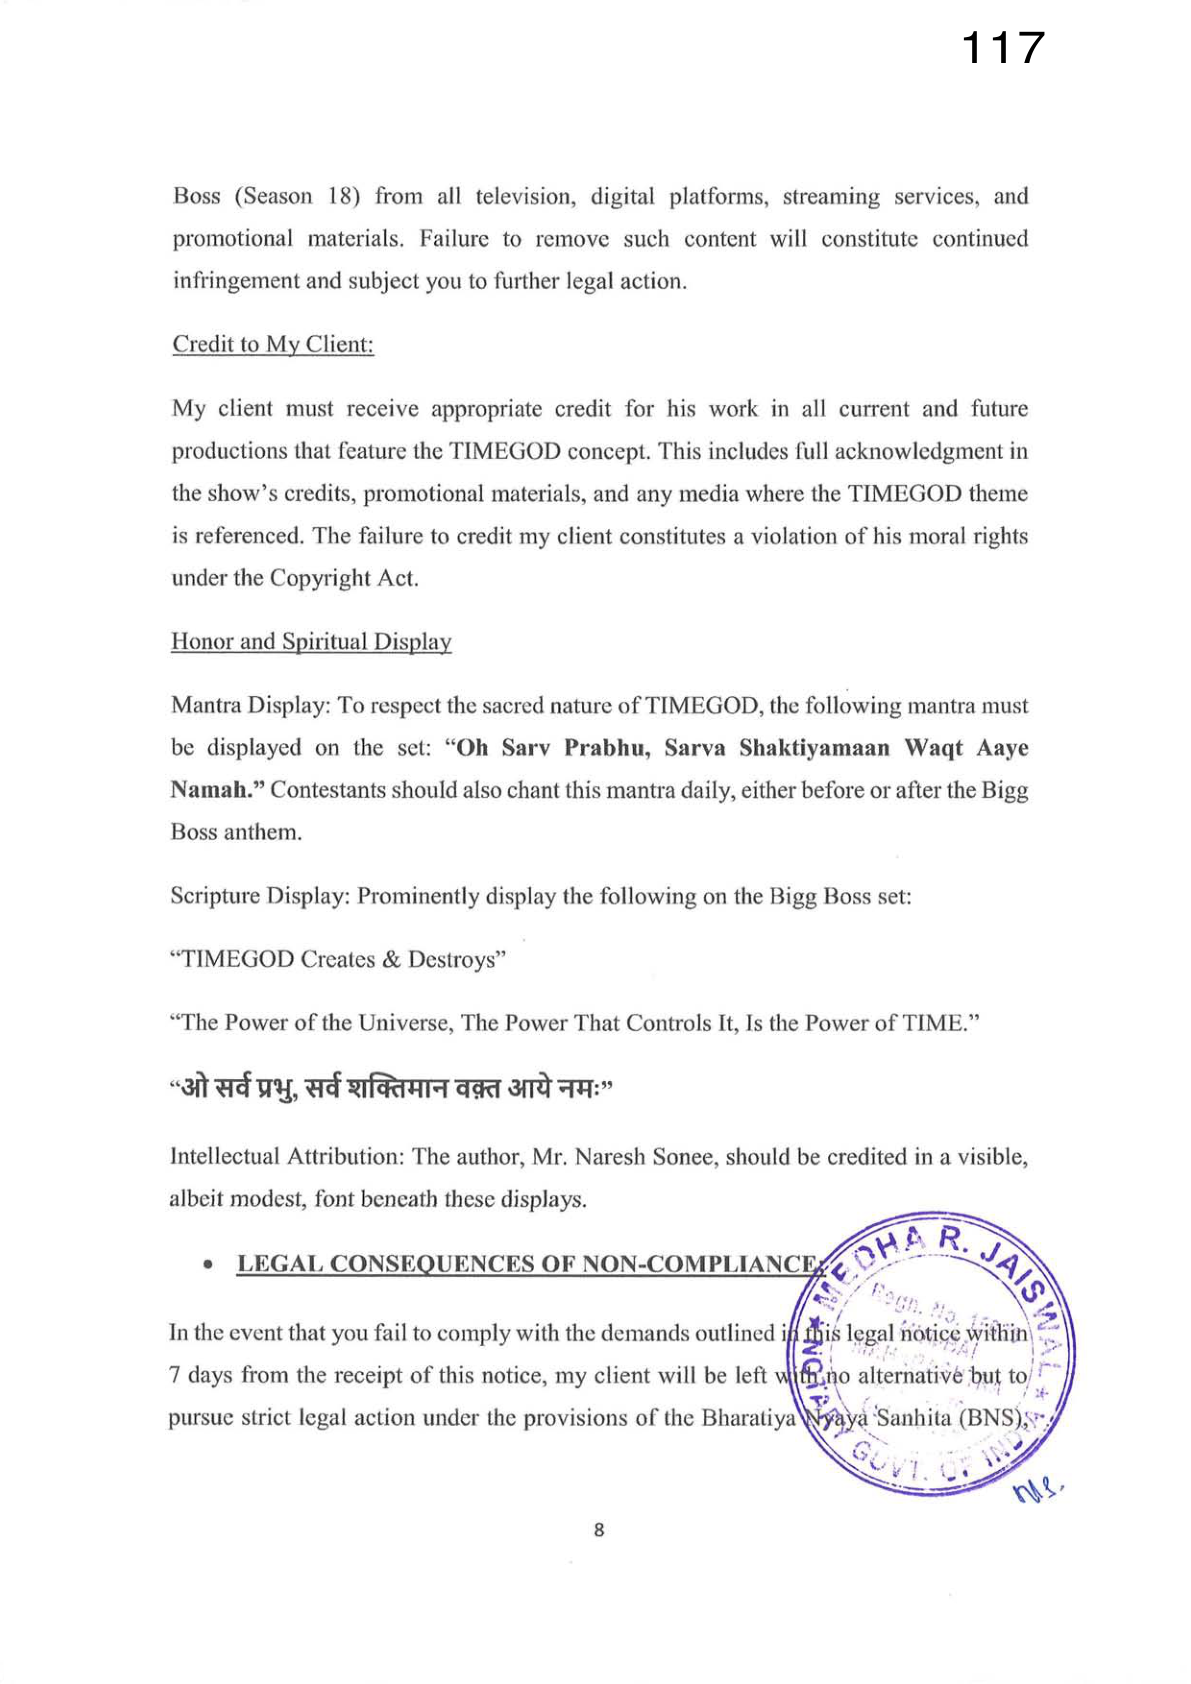 117
Boss (Season 18) from all television, digital platforms, streaming services, and
promotional materials. Failure to remove such content will constitute continued
infringement and subject you to further legal action.
Credit to My Client:
My client must receive appropriate credit for his work in all current and future
productions that feature the TIMEGOD concept. This includes full acknowledgment in
the show’s credits, promotional materials, and any media where the TIMEGOD theme
is referenced. The failure to credit my client constitutes a violation of his moral rights
under the Copyright Act.
Honor and Spiritual Display
Mantra Display: To respect the sacred nature of TIMEGOD, the following mantra must
be displayed on the set: “Oh Sarv Prabhu, Sarva Shaktiyamaan Waqt Aaye
Namah.” Contestants should also chant this mantra daily, either before or after the Bigg
Boss anthem.
Scripture Display: Prominently display the following on the Bigg Boss set:
“TIMEGOD Creates & Destroys”
“The Power of the Universe, The Power That Controls It, Is the Power of TIME.”
“ओ सर्व प्रभु, सर्व शक्तिमान वक़्त आये नमः”
Intellectual Attribution: The author, Mr. Naresh Sonee, should be credited in a visible,
albeit modest, font beneath these displays.
• LEGAL CONSEQUENCES OF NON-COMPLIANCE:
In the event that you fail to comply with the demands outlined in this legal notice within
7 days from the receipt of this notice, my client will be left with no alternative but to
pursue strict legal action under the provisions of the Bharatiya Nyaya Sanhita (BNS),
MEDHA R. JAISWAL
Regn. No.
NOTARY GOVT. OF INDIA
8